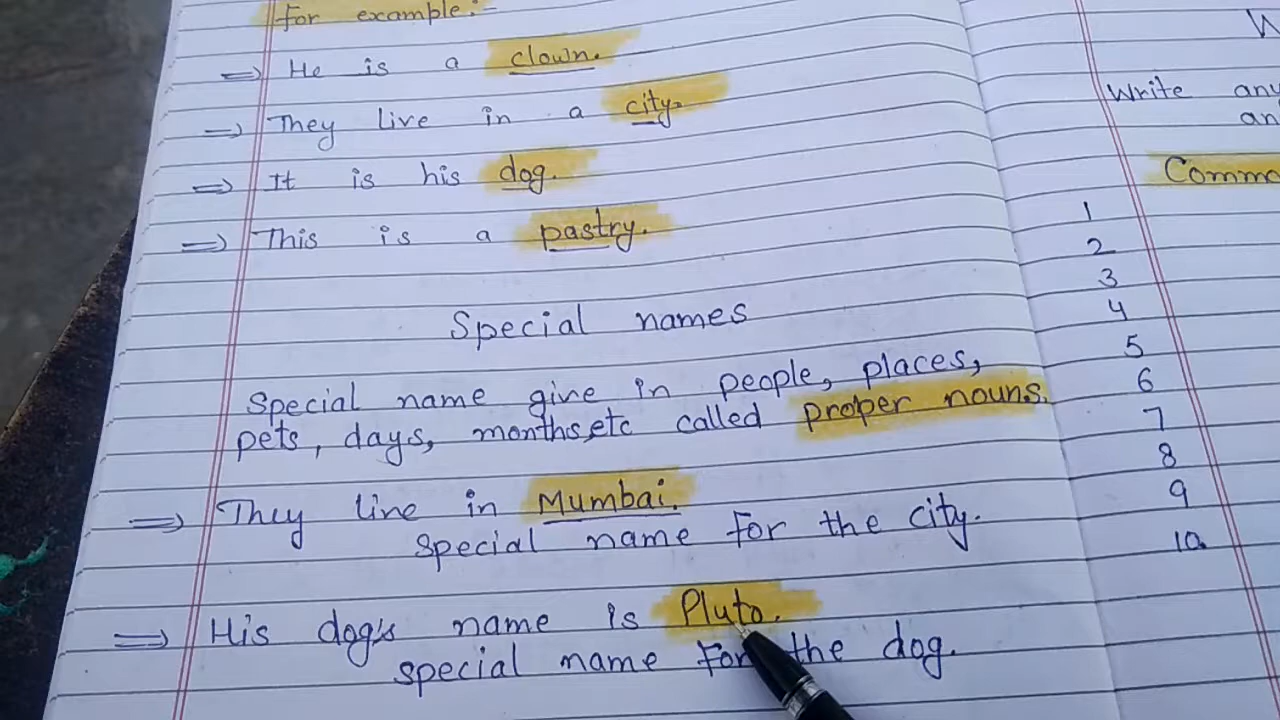 for example:-
⇒ He is a clown.
⇒ They live in a city.
⇒ It is his dog.
⇒ This is a pastry.
Special names
Special name give in people, places,
pets, days, months,etc called proper nouns.
⇒ They live in Mumbai.
special name for the city.
⇒ His dog's name is Pluto.
special name for the dog.
W
Write any
an
Commo
1
2
3
4
5
6
7
8
9
10